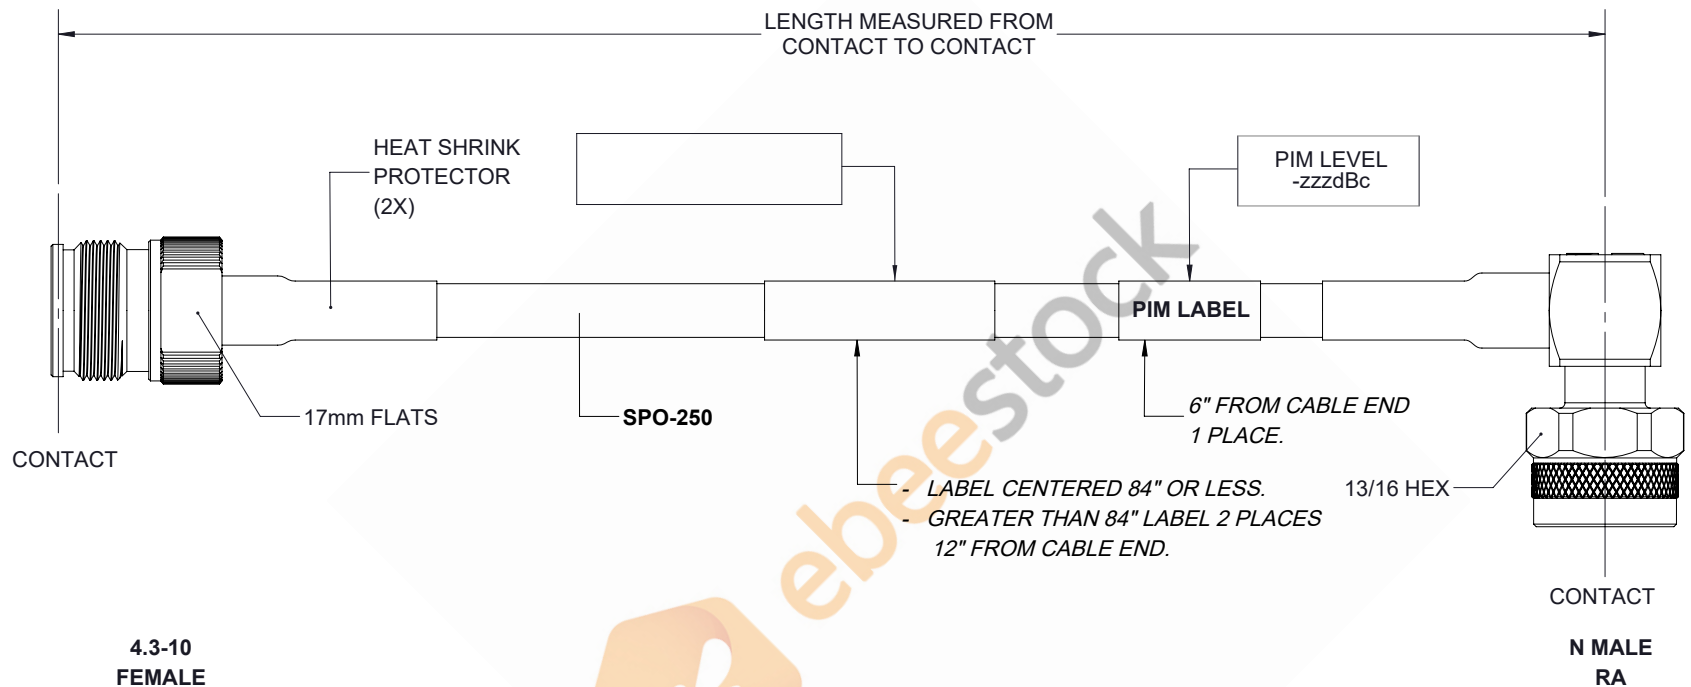 LENGTH MEASURED FROM
CONTACT TO CONTACT
HEAT SHRINK
PROTECTOR
(2X)
PIM LEVEL
-zzzdBc
PIM LABEL
17mm FLATS
SPO-250
6" FROM CABLE END
1 PLACE.
CONTACT
- LABEL CENTERED 84" OR LESS.
- GREATER THAN 84" LABEL 2 PLACES
12" FROM CABLE END.
13/16 HEX
CONTACT
4.3-10
FEMALE
N MALE
RA
ebeestock